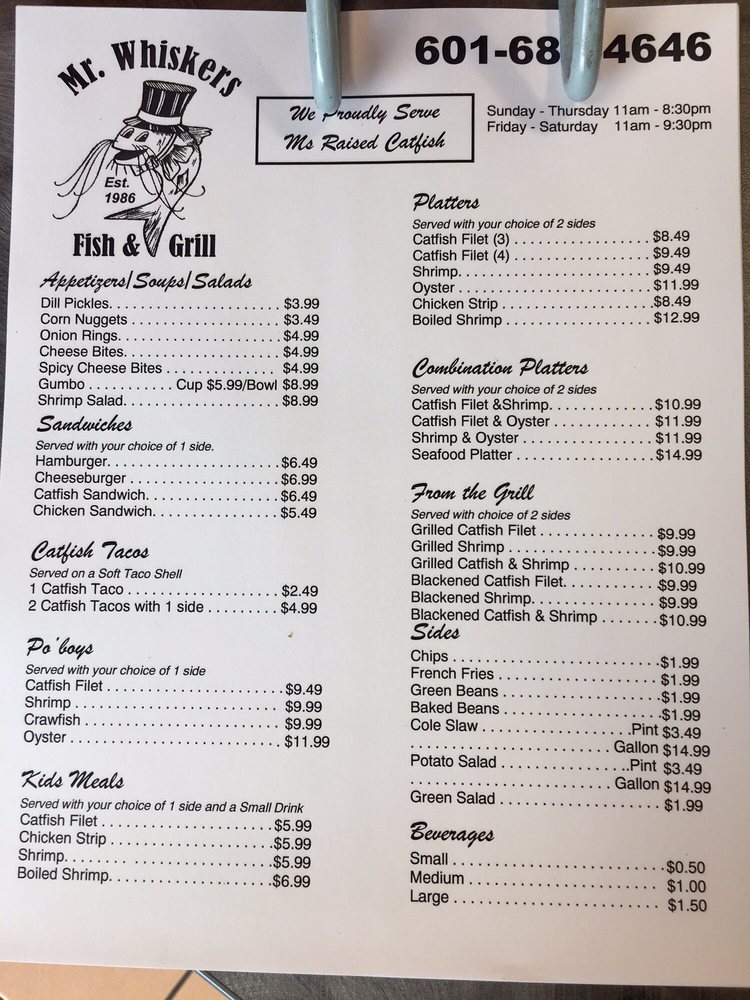 Mr. Whiskers
Est.
1986
Fish & Grill
601-68 4646
We Proudly Serve
Ms Raised Catfish
Sunday - Thursday 11am - 8:30pm
Friday - Saturday 11am - 9:30pm
Appetizers/Soups/Salads
Dill Pickles. . . . . . . . . . . . . . . . . . . . . . $3.99
Corn Nuggets . . . . . . . . . . . . . . . . . . . $3.49
Onion Rings. . . . . . . . . . . . . . . . . . . . . $4.99
Cheese Bites. . . . . . . . . . . . . . . . . . . . $4.99
Spicy Cheese Bites . . . . . . . . . . . . . . $4.99
Gumbo . . . . . . . . . . . Cup $5.99/Bowl $8.99
Shrimp Salad. . . . . . . . . . . . . . . . . . . . $8.99
Sandwiches
Served with your choice of 1 side.
Hamburger. . . . . . . . . . . . . . . . . . . . . . $6.49
Cheeseburger . . . . . . . . . . . . . . . . . . . $6.99
Catfish Sandwich. . . . . . . . . . . . . . . . . $6.49
Chicken Sandwich. . . . . . . . . . . . . . . . $5.49
Catfish Tacos
Served on a Soft Taco Shell
1 Catfish Taco . . . . . . . . . . . . . . . . . . . $2.49
2 Catfish Tacos with 1 side . . . . . . . . . $4.99
Po'boys
Served with your choice of 1 side
Catfish Filet . . . . . . . . . . . . . . . . . . . . . . . $9.49
Shrimp . . . . . . . . . . . . . . . . . . . . . . . . . . $9.99
Crawfish . . . . . . . . . . . . . . . . . . . . . . . . . $9.99
Oyster . . . . . . . . . . . . . . . . . . . . . . . . . . . $11.99
Kids Meals
Served with your choice of 1 side and a Small Drink
Catfish Filet . . . . . . . . . . . . . . . . . . . . . . $5.99
Chicken Strip . . . . . . . . . . . . . . . . . . . . . $5.99
Shrimp. . . . . . . . . . . . . . . . . . . . . . . . . . . $5.99
Boiled Shrimp. . . . . . . . . . . . . . . . . . . . . $6.99
Platters
Served with your choice of 2 sides
Catfish Filet (3) . . . . . . . . . . . . . . . . . $8.49
Catfish Filet (4) . . . . . . . . . . . . . . . . . $9.49
Shrimp. . . . . . . . . . . . . . . . . . . . . . . . $9.49
Oyster . . . . . . . . . . . . . . . . . . . . . . . . $11.99
Chicken Strip . . . . . . . . . . . . . . . . . . . $8.49
Boiled Shrimp . . . . . . . . . . . . . . . . . . $12.99
Combination Platters
Served with your choice of 2 sides
Catfish Filet &Shrimp. . . . . . . . . . . . . $10.99
Catfish Filet & Oyster . . . . . . . . . . . . . $11.99
Shrimp & Oyster . . . . . . . . . . . . . . . . . $11.99
Seafood Platter . . . . . . . . . . . . . . . . . . $14.99
From the Grill
Served with choice of 2 sides
Grilled Catfish Filet . . . . . . . . . . . . . . . $9.99
Grilled Shrimp . . . . . . . . . . . . . . . . . . . $9.99
Grilled Catfish & Shrimp . . . . . . . . . . . $10.99
Blackened Catfish Filet. . . . . . . . . . . . $9.99
Blackened Shrimp. . . . . . . . . . . . . . . . $9.99
Blackened Catfish & Shrimp . . . . . . . $10.99
Sides
Chips . . . . . . . . . . . . . . . . . . . . . . . . . . $1.99
French Fries . . . . . . . . . . . . . . . . . . . . . $1.99
Green Beans . . . . . . . . . . . . . . . . . . . . $1.99
Baked Beans . . . . . . . . . . . . . . . . . . . . $1.99
Cole Slaw . . . . . . . . . . . . . . . . . . .Pint $3.49
. . . . . . . . . . . . . . . . . . . . . . . . . Gallon $14.99
Potato Salad . . . . . . . . . . . . . . . .Pint $3.49
. . . . . . . . . . . . . . . . . . . . . . . . . Gallon $14.99
Green Salad . . . . . . . . . . . . . . . . . . . . . $1.99
Beverages
Small . . . . . . . . . . . . . . . . . . . . . . . . . . . $0.50
Medium . . . . . . . . . . . . . . . . . . . . . . . . $1.00
Large . . . . . . . . . . . . . . . . . . . . . . . . . . $1.50